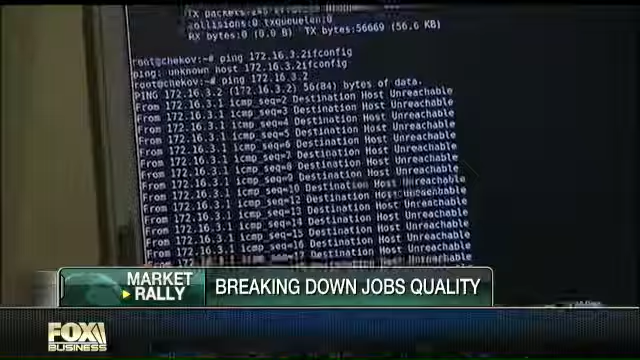 TX packets:
collisions:0 txqueuelen:0
RX bytes:0 (0.0 B) TX bytes:56669 (56.6 KB)
root@chekov:~# ping 172.16.3.2ifconfig
ping: unknown host 172.16.3.2ifconfig
root@chekov:~# ping 172.16.3.2
PING 172.16.3.2 (172.16.3.2) 56(84) bytes of data.
From 172.16.3.1 icmp_seq=2 Destination Host Unreachable
From 172.16.3.1 icmp_seq=3 Destination Host Unreachable
From 172.16.3.1 icmp_seq=4 Destination Host Unreachable
From 172.16.3.1 icmp_seq=5 Destination Host Unreachable
From 172.16.3.1 icmp_seq=6 Destination Host Unreachable
From 172.16.3.1 icmp_seq=7 Destination Host Unreachable
From 172.16.3.1 icmp_seq=8 Destination Host Unreachable
From 172.16.3.1 icmp_seq=9 Destination Host Unreachable
From 172.16.3.1 icmp_seq=10 Destination Host Unreachable
From 172.16.3.1 icmp_seq=12 Destination Host Unreachable
From 172.16.3.1 icmp_seq=13 Destination Host Unreachable
From 172.16.3.1 icmp_seq=14 Destination Host Unreachable
From 172.16.3.1 icmp_seq=15 Destination Host Unreachable
From 172.16.3.1 icmp_seq=16 Destination Host Unreachable
MARKET
RALLY
BREAKING DOWN JOBS QUALITY
FOX
BUSINESS